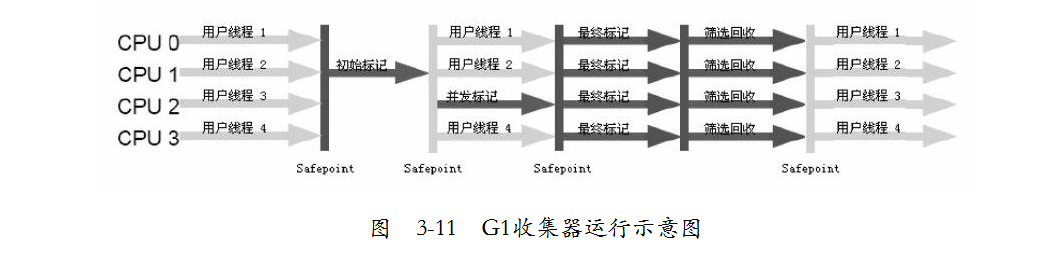 CPU 0 用户线程 1 用户线程 1 最终标记 筛选回收 用户线程 1
CPU 1 用户线程 2 初始标记 用户线程 2 最终标记 筛选回收 用户线程 2
CPU 2 用户线程 3 并发标记 最终标记 筛选回收 用户线程 3
CPU 3 用户线程 4 用户线程 4 最终标记 筛选回收 用户线程 4
Safepoint Safepoint Safepoint Safepoint
图 3-11 G1收集器运行示意图